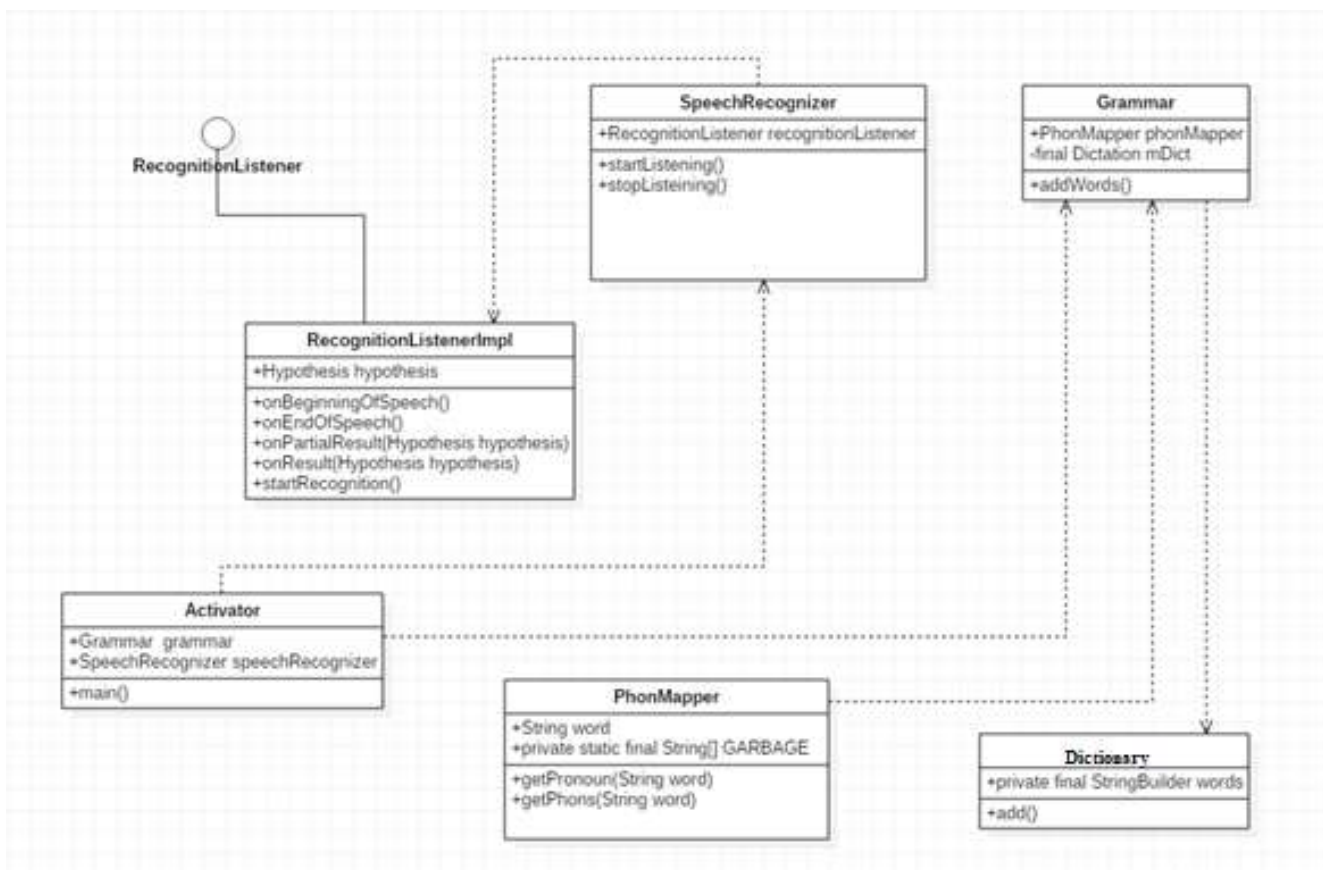 RecognitionListener
SpeechRecognizer
+RecognitionListener recognitionListener
+startListening()
+stopListeining()
Grammar
+PhonMapper phonMapper
-final Dictation mDict
+addWords()
RecognitionListenerImpl
+Hypothesis hypothesis
+onBeginningOfSpeech()
+onEndOfSpeech()
+onPartialResult(Hypothesis hypothesis)
+onResult(Hypothesis hypothesis)
+startRecognition()
Activator
+Grammar grammar
+SpeechRecognizer speechRecognizer
+main()
PhonMapper
+String word
+private static final String[] GARBAGE
+getPronoun(String word)
+getPhons(String word)
Dictionary
+private final StringBuilder words
+add()